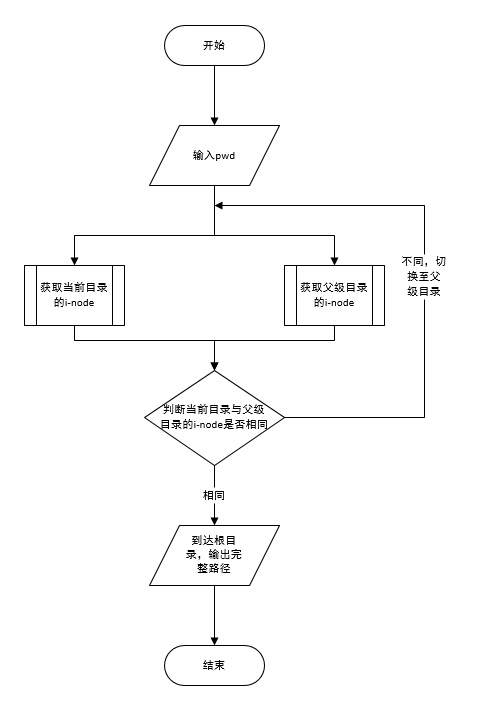 开始
输入pwd
不同，切
换至父
级目录
获取当前目录
的i-node
获取父级目录
的i-node
判断当前目录与父级
目录的i-node是否相同
相同
到达根目
录，输出完
整路径
结束